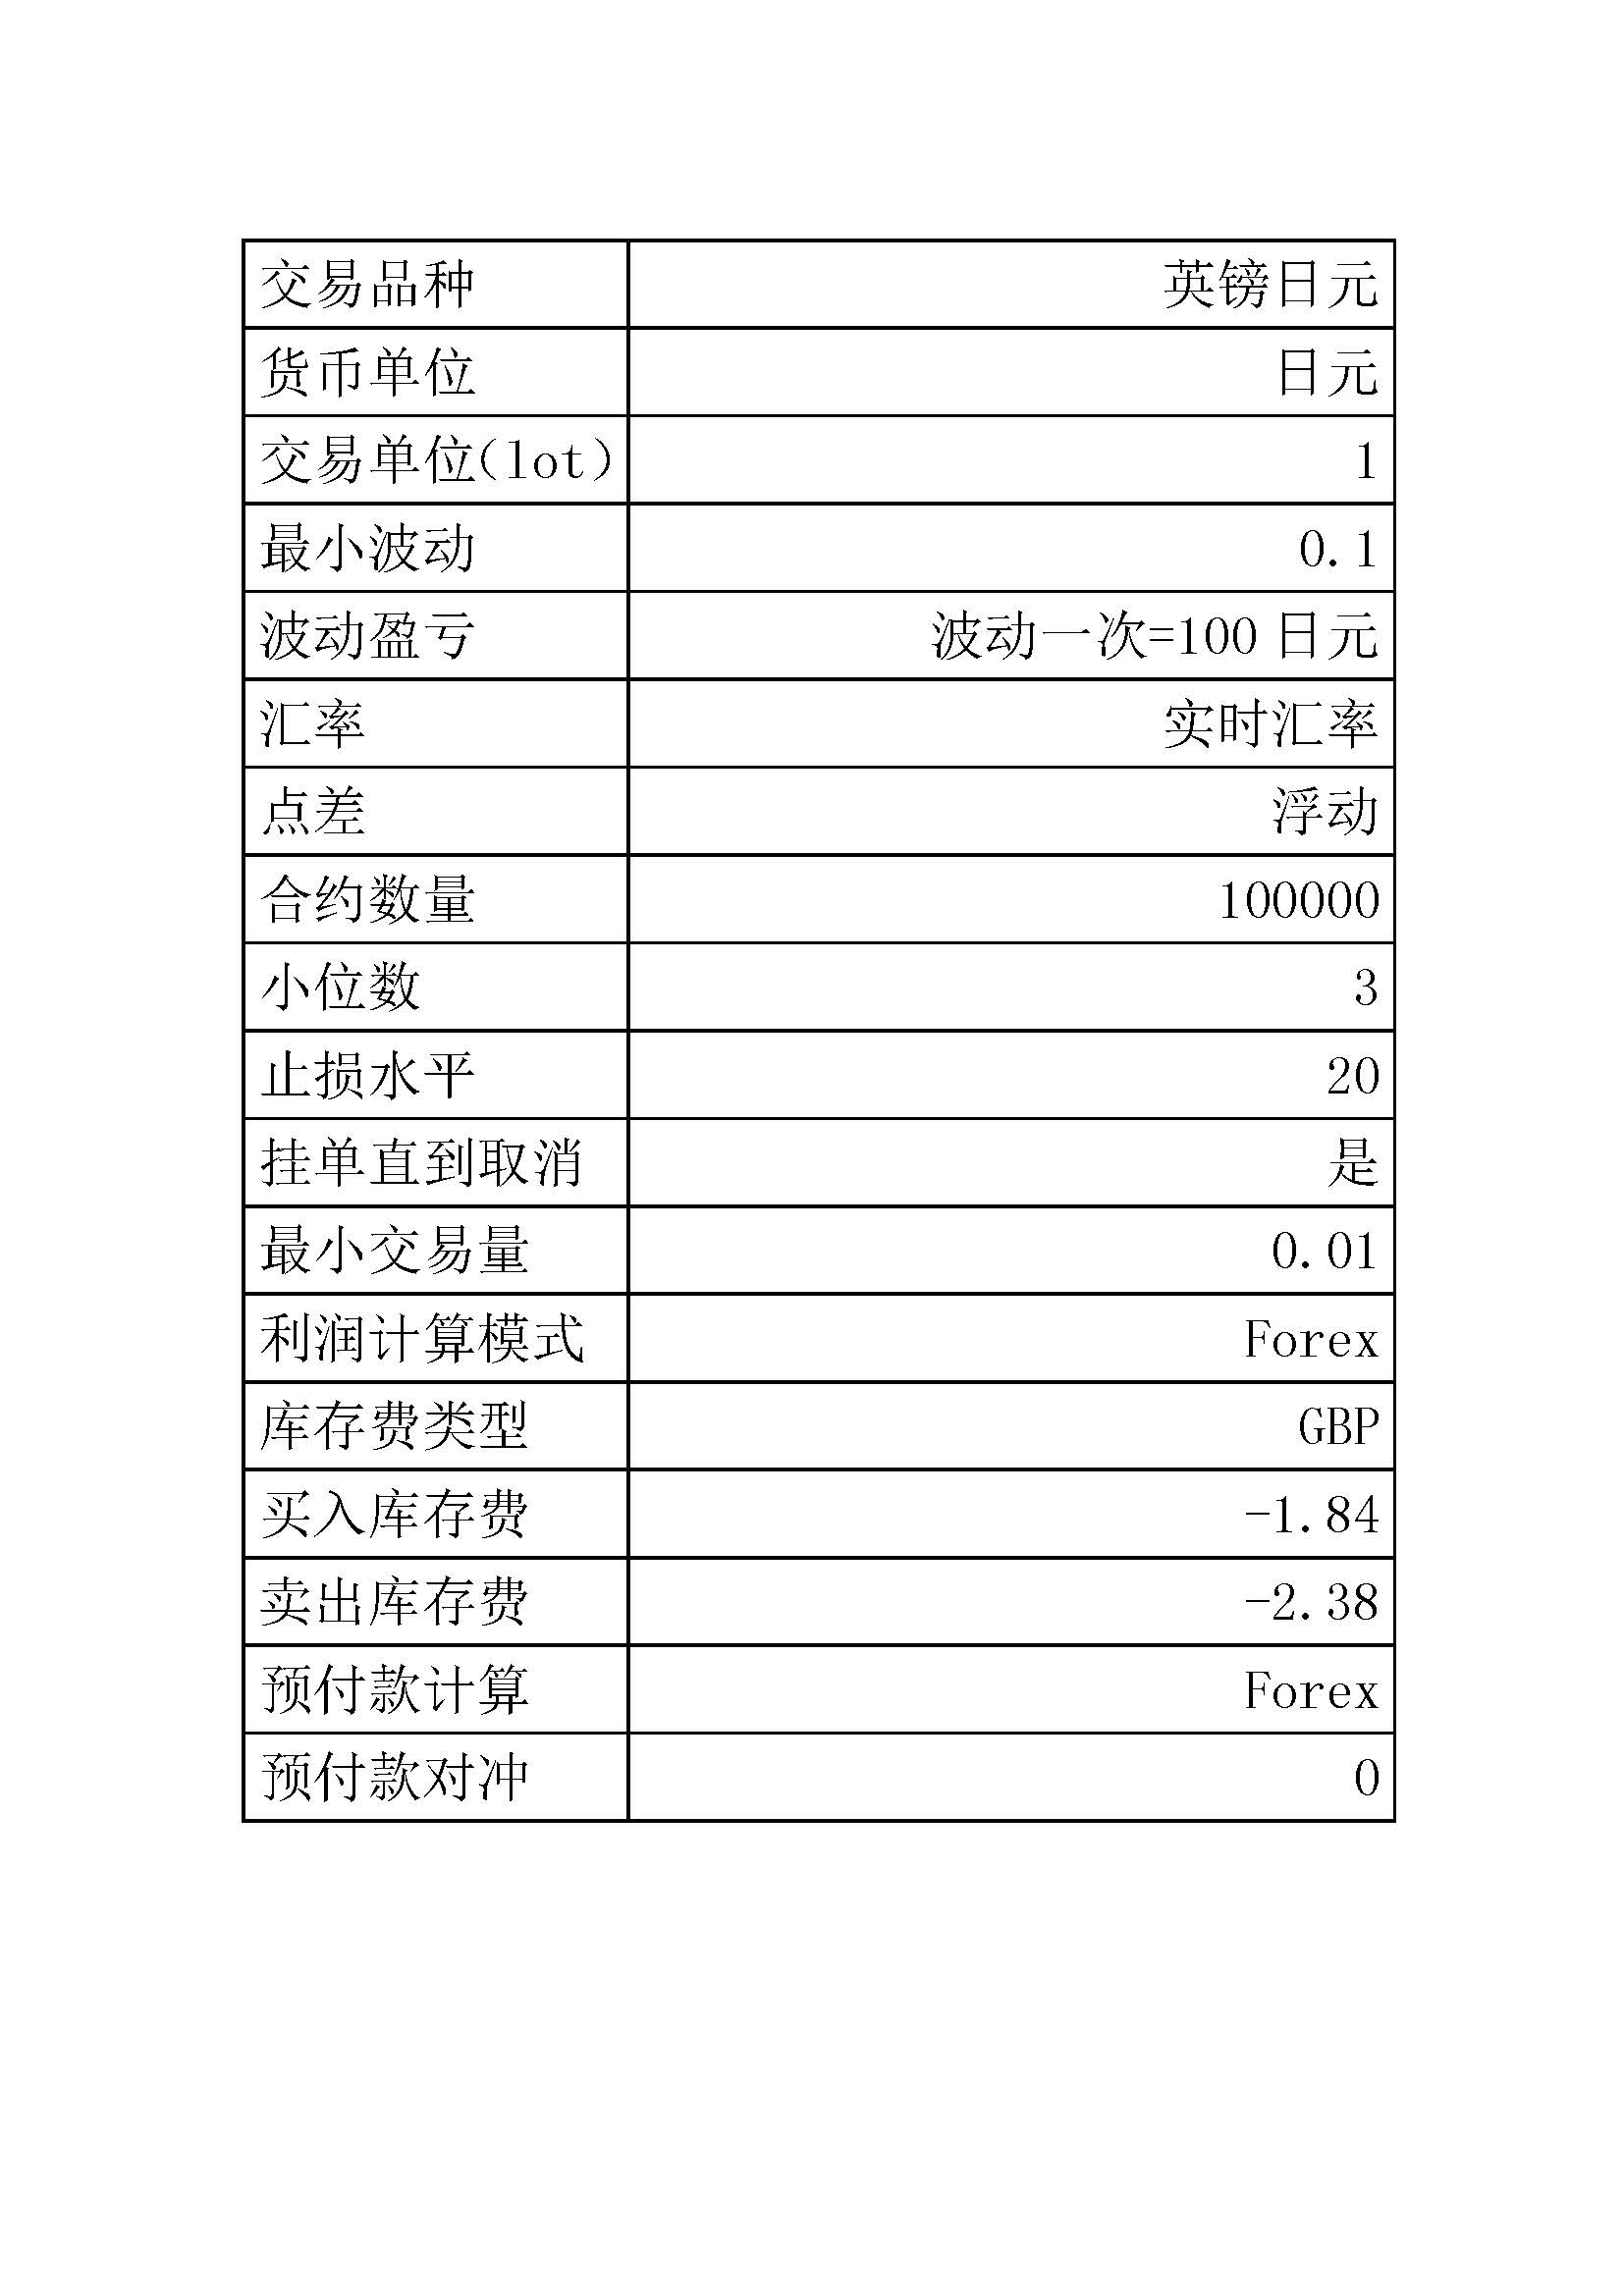 交易品种 英镑日元
货币单位 日元
交易单位(lot) 1
最小波动 0.1
波动盈亏 波动一次=100 日元
汇率 实时汇率
点差 浮动
合约数量 100000
小位数 3
止损水平 20
挂单直到取消 是
最小交易量 0.01
利润计算模式 Forex
库存费类型 GBP
买入库存费 -1.84
卖出库存费 -2.38
预付款计算 Forex
预付款对冲 0